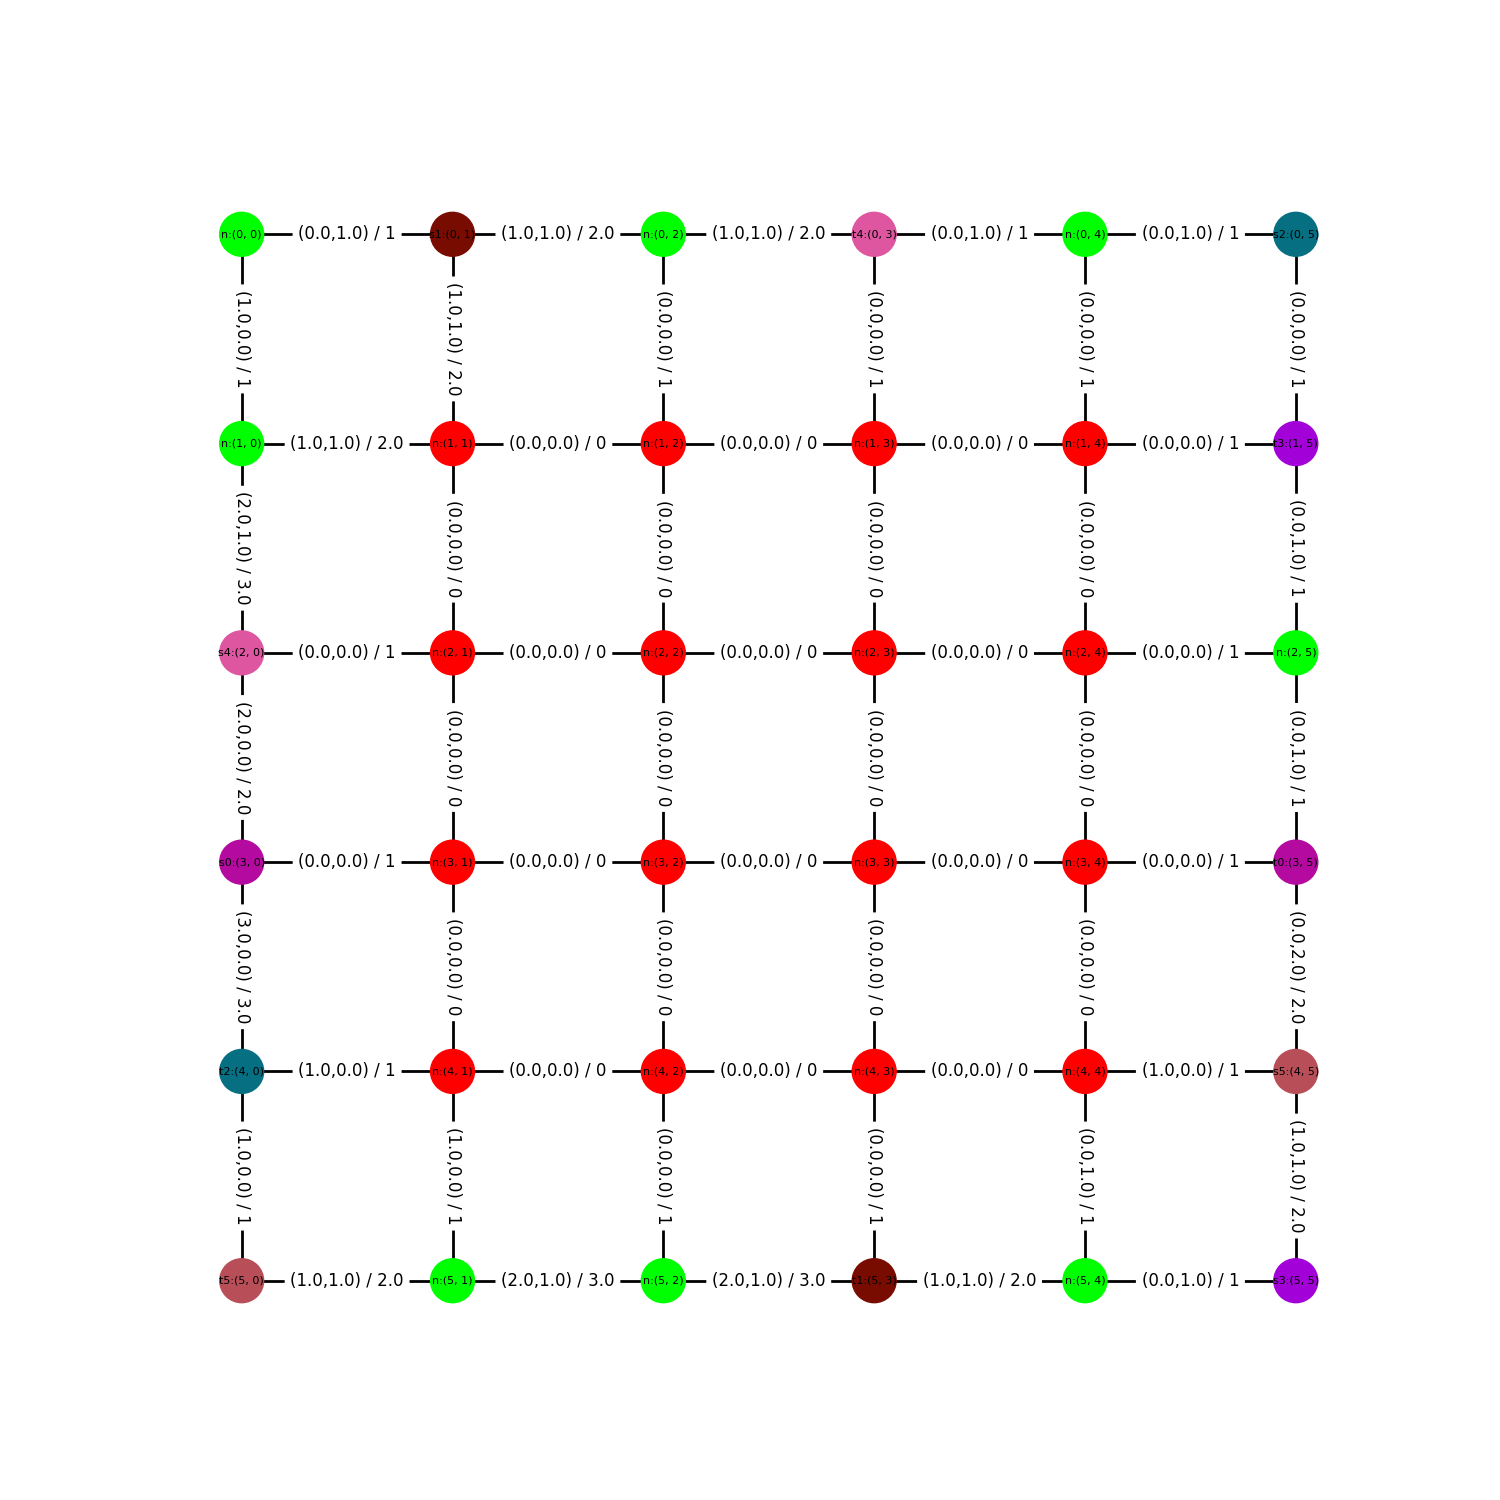 n:(0, 0) (0.0,1.0) / 1 s1:(0, 1) (1.0,1.0) / 2.0 n:(0, 2) (1.0,1.0) / 2.0 t4:(0, 3) (0.0,1.0) / 1 n:(0, 4) (0.0,1.0) / 1 s2:(0, 5)
(1.0,0.0) / 1 (1.0,1.0) / 2.0 (0.0,0.0) / 1 (0.0,0.0) / 1 (0.0,0.0) / 1 (0.0,0.0) / 1
n:(1, 0) (1.0,1.0) / 2.0 n:(1, 1) (0.0,0.0) / 0 n:(1, 2) (0.0,0.0) / 0 n:(1, 3) (0.0,0.0) / 0 n:(1, 4) (0.0,0.0) / 1 t3:(1, 5)
(2.0,1.0) / 3.0 (0.0,0.0) / 0 (0.0,0.0) / 0 (0.0,0.0) / 0 (0.0,0.0) / 0 (0.0,1.0) / 1
s4:(2, 0) (0.0,0.0) / 1 n:(2, 1) (0.0,0.0) / 0 n:(2, 2) (0.0,0.0) / 0 n:(2, 3) (0.0,0.0) / 0 n:(2, 4) (0.0,0.0) / 1 n:(2, 5)
(2.0,0.0) / 2.0 (0.0,0.0) / 0 (0.0,0.0) / 0 (0.0,0.0) / 0 (0.0,0.0) / 0 (0.0,1.0) / 1
s0:(3, 0) (0.0,0.0) / 1 n:(3, 1) (0.0,0.0) / 0 n:(3, 2) (0.0,0.0) / 0 n:(3, 3) (0.0,0.0) / 0 n:(3, 4) (0.0,0.0) / 1 t0:(3, 5)
(3.0,0.0) / 3.0 (0.0,0.0) / 0 (0.0,0.0) / 0 (0.0,0.0) / 0 (0.0,0.0) / 0 (0.0,2.0) / 2.0
t2:(4, 0) (1.0,0.0) / 1 n:(4, 1) (0.0,0.0) / 0 n:(4, 2) (0.0,0.0) / 0 n:(4, 3) (0.0,0.0) / 0 n:(4, 4) (1.0,0.0) / 1 s5:(4, 5)
(1.0,0.0) / 1 (1.0,0.0) / 1 (0.0,0.0) / 1 (0.0,0.0) / 1 (0.0,1.0) / 1 (1.0,1.0) / 2.0
t5:(5, 0) (1.0,1.0) / 2.0 n:(5, 1) (2.0,1.0) / 3.0 n:(5, 2) (2.0,1.0) / 3.0 t1:(5, 3) (1.0,1.0) / 2.0 n:(5, 4) (0.0,1.0) / 1 s3:(5, 5)